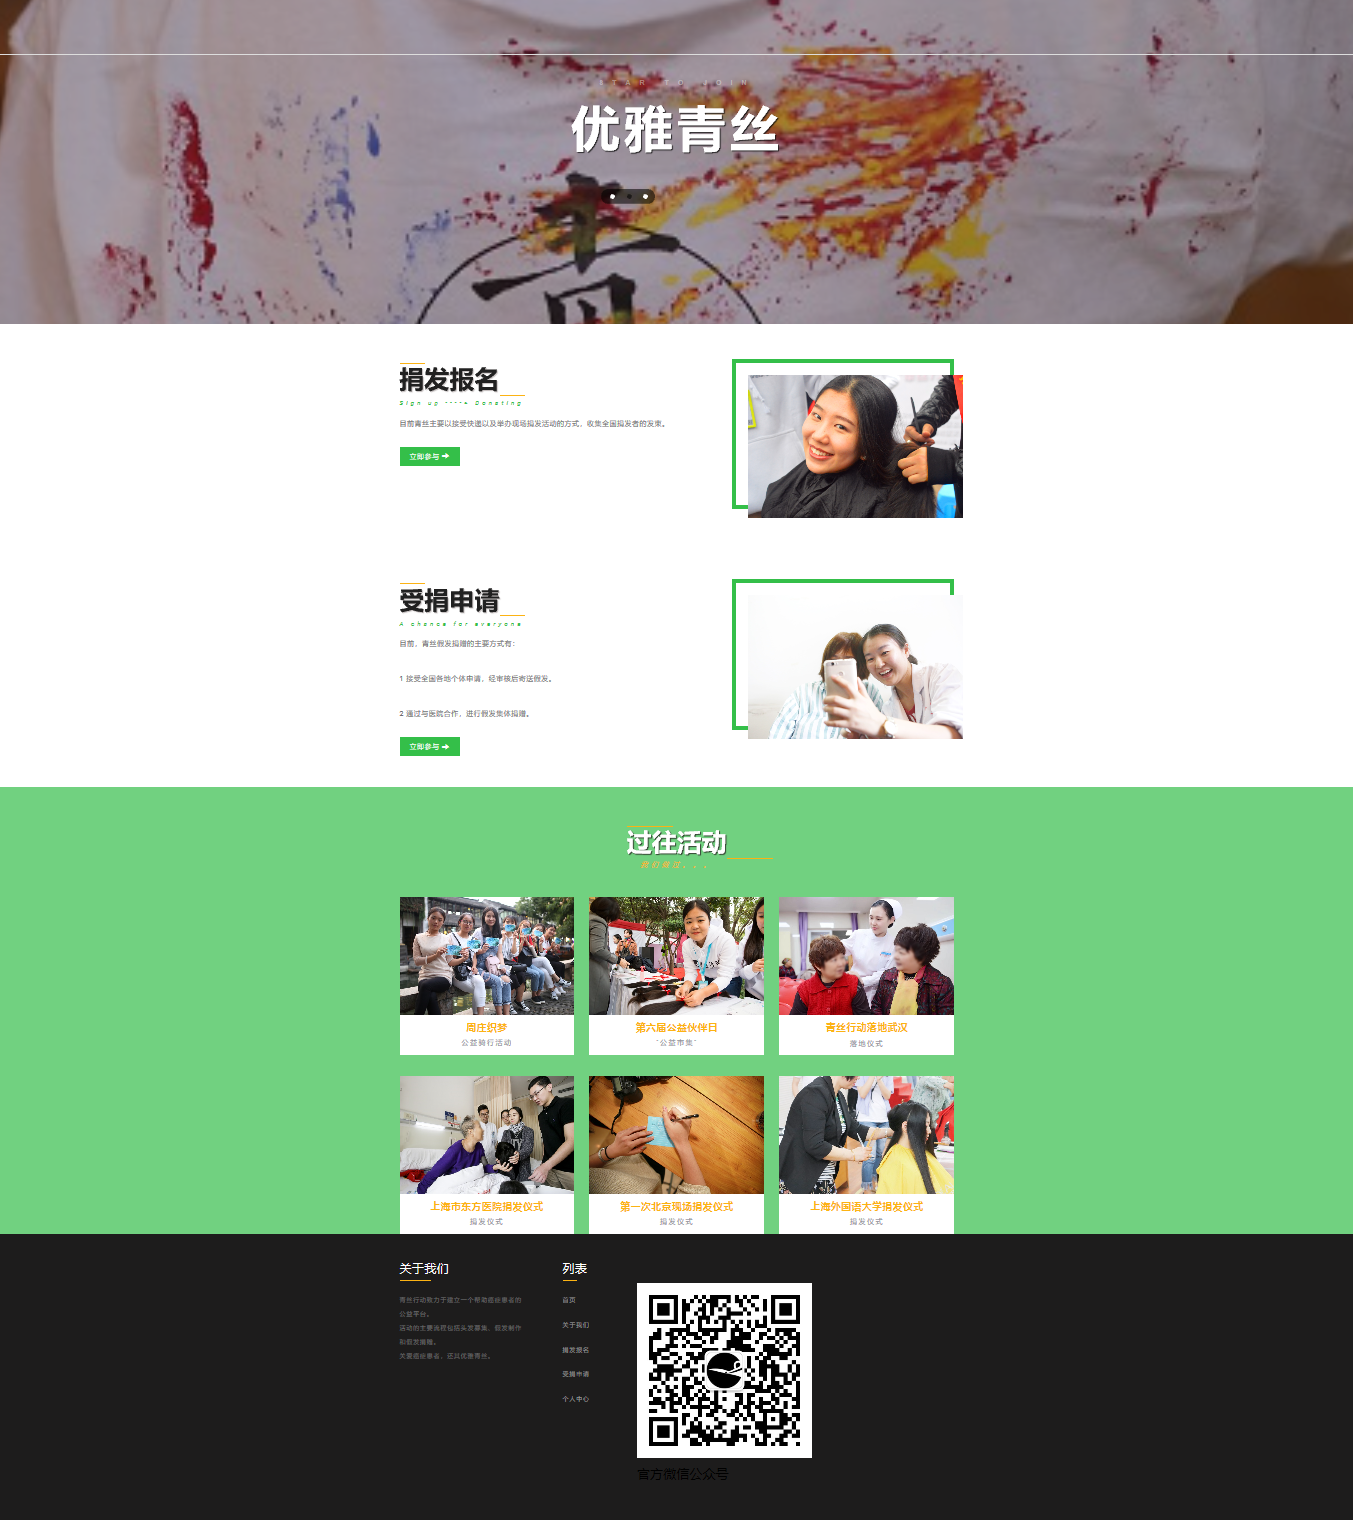 STAR TO JOIN
优雅青丝
捐发报名
Sign up ----+ Donating
目前青丝主要以接受快递以及举办现场捐发活动的方式，收集全国捐发者的发束。
立即参与
受捐申请
A chance for everyone
目前，青丝假发捐赠的主要方式有：
1 接受全国各地个体申请，经审核后寄送假发。
2 通过与医院合作，进行假发集体捐赠。
立即参与
过往活动
我们做过...
周庄织梦
公益骑行活动
第六届公益伙伴日
"公益市集"
青丝行动落地武汉
落地仪式
上海市东方医院捐发仪式
捐发仪式
第一次北京现场捐发仪式
捐发仪式
上海外国语大学捐发仪式
捐发仪式
关于我们
青丝行动致力于建立一个帮助癌症患者的
公益平台。
活动的主要流程包括头发募集、假发制作
和假发捐赠。
关爱癌症患者，还其优雅青丝。
列表
首页
关于我们
捐发报名
受捐申请
个人中心
官方微信公众号